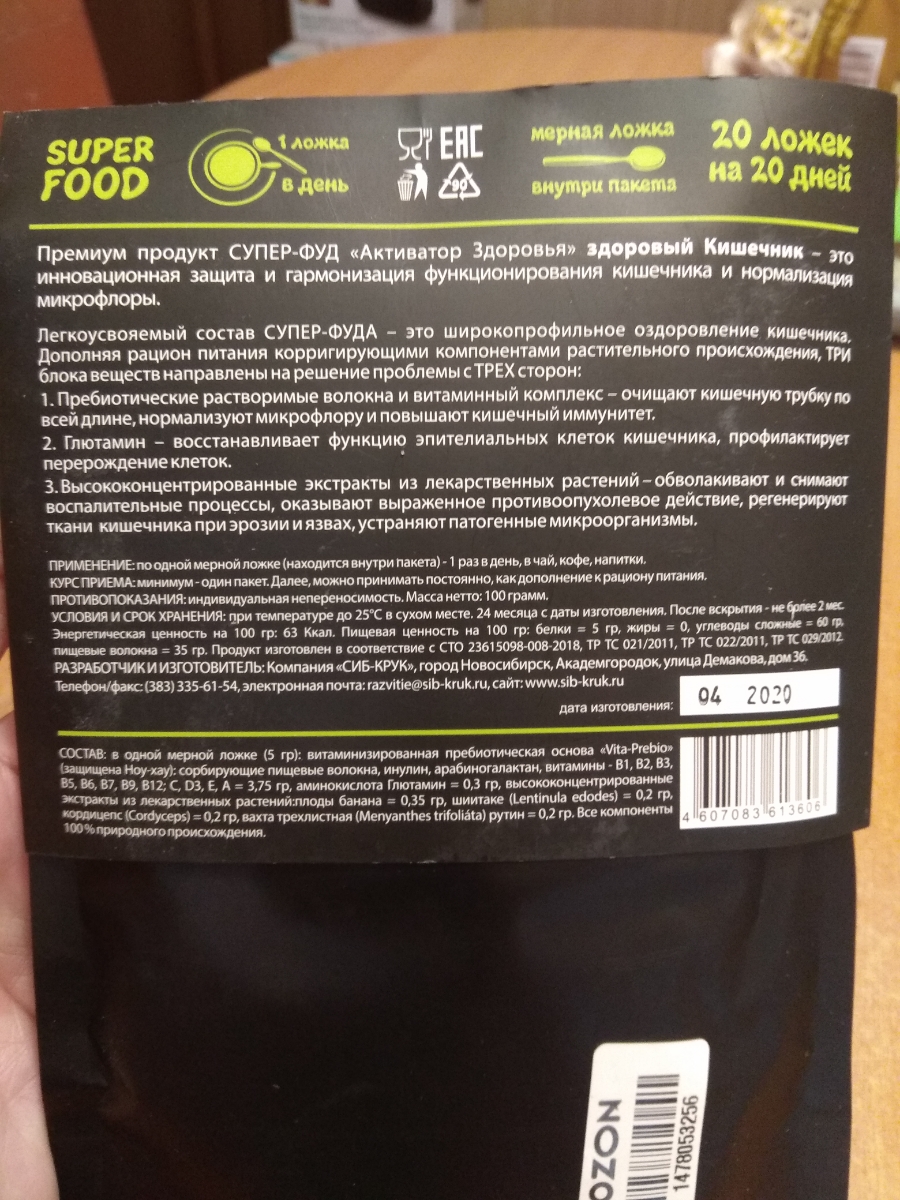 SUPER
FOOD
1 ложка
в день
EAC
90
мерная ложка
внутри пакета
20 ложек
на 20 дней
Премиум продукт СУПЕР-ФУД «Активатор Здоровья» здоровый Кишечник – это
инновационная защита и гармонизация функционирования кишечника и нормализация
микрофлоры.
Легкоусвояемый состав СУПЕР-ФУДА – это широкопрофильное оздоровление кишечника.
Дополняя рацион питания корригирующими компонентами растительного происхождения, ТРИ
блока веществ направлены на решение проблемы с ТРЕХ сторон:
1. Пребиотические растворимые волокна и витаминный комплекс – очищают кишечную трубку по
всей длине, нормализуют микрофлору и повышают кишечный иммунитет.
2. Глютамин – восстанавливает функцию эпителиальных клеток кишечника, профилактирует
перерождение клеток.
3. Высококонцентрированные экстракты из лекарственных растений – обволакивают и снимают
воспалительные процессы, оказывают выраженное противоопухолевое действие, регенерируют
ткани кишечника при эрозии и язвах, устраняют патогенные микроорганизмы.
ПРИМЕНЕНИЕ: по одной мерной ложке (находится внутри пакета) - 1 раз в день, в чай, кофе, напитки.
КУРС ПРИЕМА: минимум - один пакет. Далее, можно принимать постоянно, как дополнение к рациону питания.
ПРОТИВОПОКАЗАНИЯ: индивидуальная непереносимость. Масса нетто: 100 грамм.
УСЛОВИЯ И СРОК ХРАНЕНИЯ: при температуре до 25°С в сухом месте. 24 месяца с даты изготовления. После вскрытия - не более 2 мес.
Энергетическая ценность на 100 гр: 63 Ккал. Пищевая ценность на 100 гр: белки = 5 гр, жиры = 0, углеводы сложные = 60 гр,
пищевые волокна = 35 гр. Продукт изготовлен в соответствие с СТО 23615098-008-2018, ТР ТС 021/2011, ТР ТС 022/2011, ТР ТС 029/2012.
РАЗРАБОТЧИК И ИЗГОТОВИТЕЛЬ: Компания «СИБ-КРУК», город Новосибирск, Академгородок, улица Демакова, дом 36.
Телефон/факс: (383) 335-61-54, электронная почта: razvitie@sib-kruk.ru, сайт: www.sib-kruk.ru
дата изготовления:
04 2020
СОСТАВ: в одной мерной ложке (5 гр): витаминизированная пребиотическая основа «Vita-Prebio»
(защищена Ноу-хау): сорбирующие пищевые волокна, инулин, арабиногалактан, витамины - В1, В2, В3,
В5, В6, В7, В9, В12; С, D3, Е, А = 3,75 гр, аминокислота Глютамин = 0,3 гр, высококонцентрированные
экстракты из лекарственных растений:плоды банана = 0,35 гр, шиитаке (Lentinula edodes) = 0,2 гр,
кордицепс (Cordyceps) = 0,2 гр, вахта трехлистная (Menyanthes trifoliáta) рутин = 0,2 гр. Все компоненты
100 % природного происхождения.
4 607083 613606
OZON
1478053256